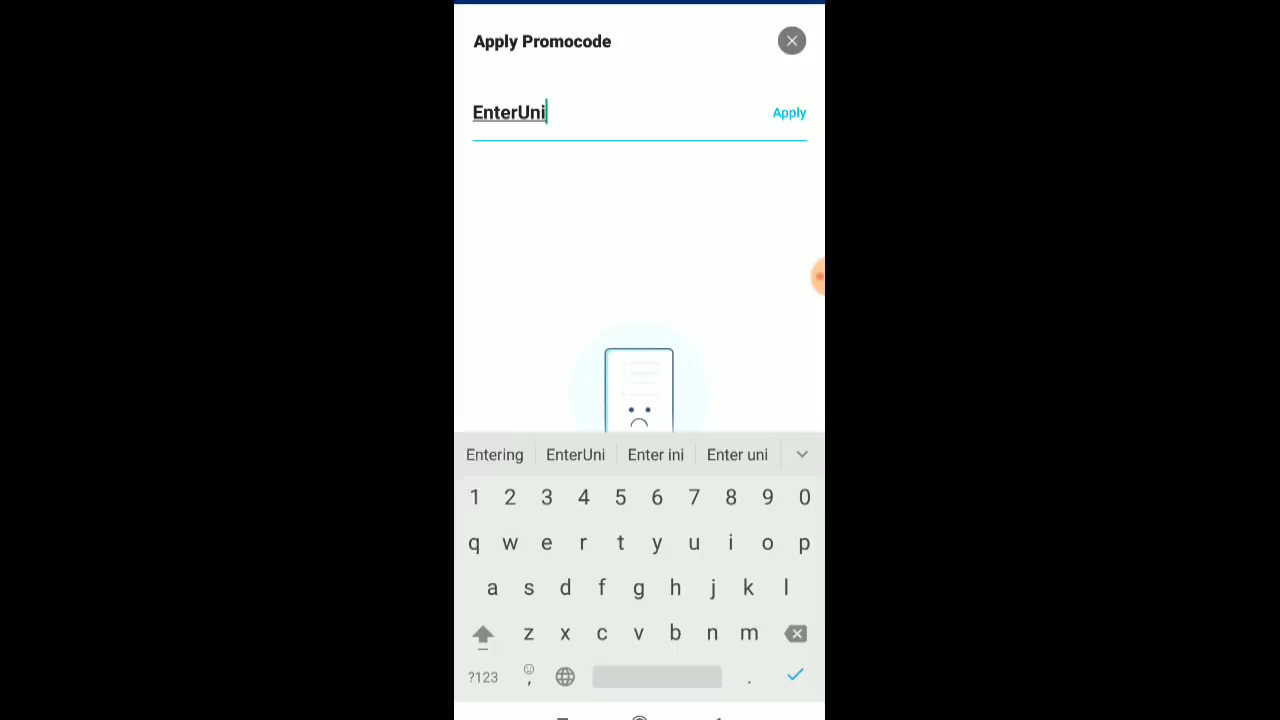 Apply Promocode
EnterUni
Apply
Entering EnterUni Enter ini Enter uni
1 2 3 4 5 6 7 8 9 0
q w e r t y u i o p
a s d f g h j k l
z x c v b n m
?123 , .